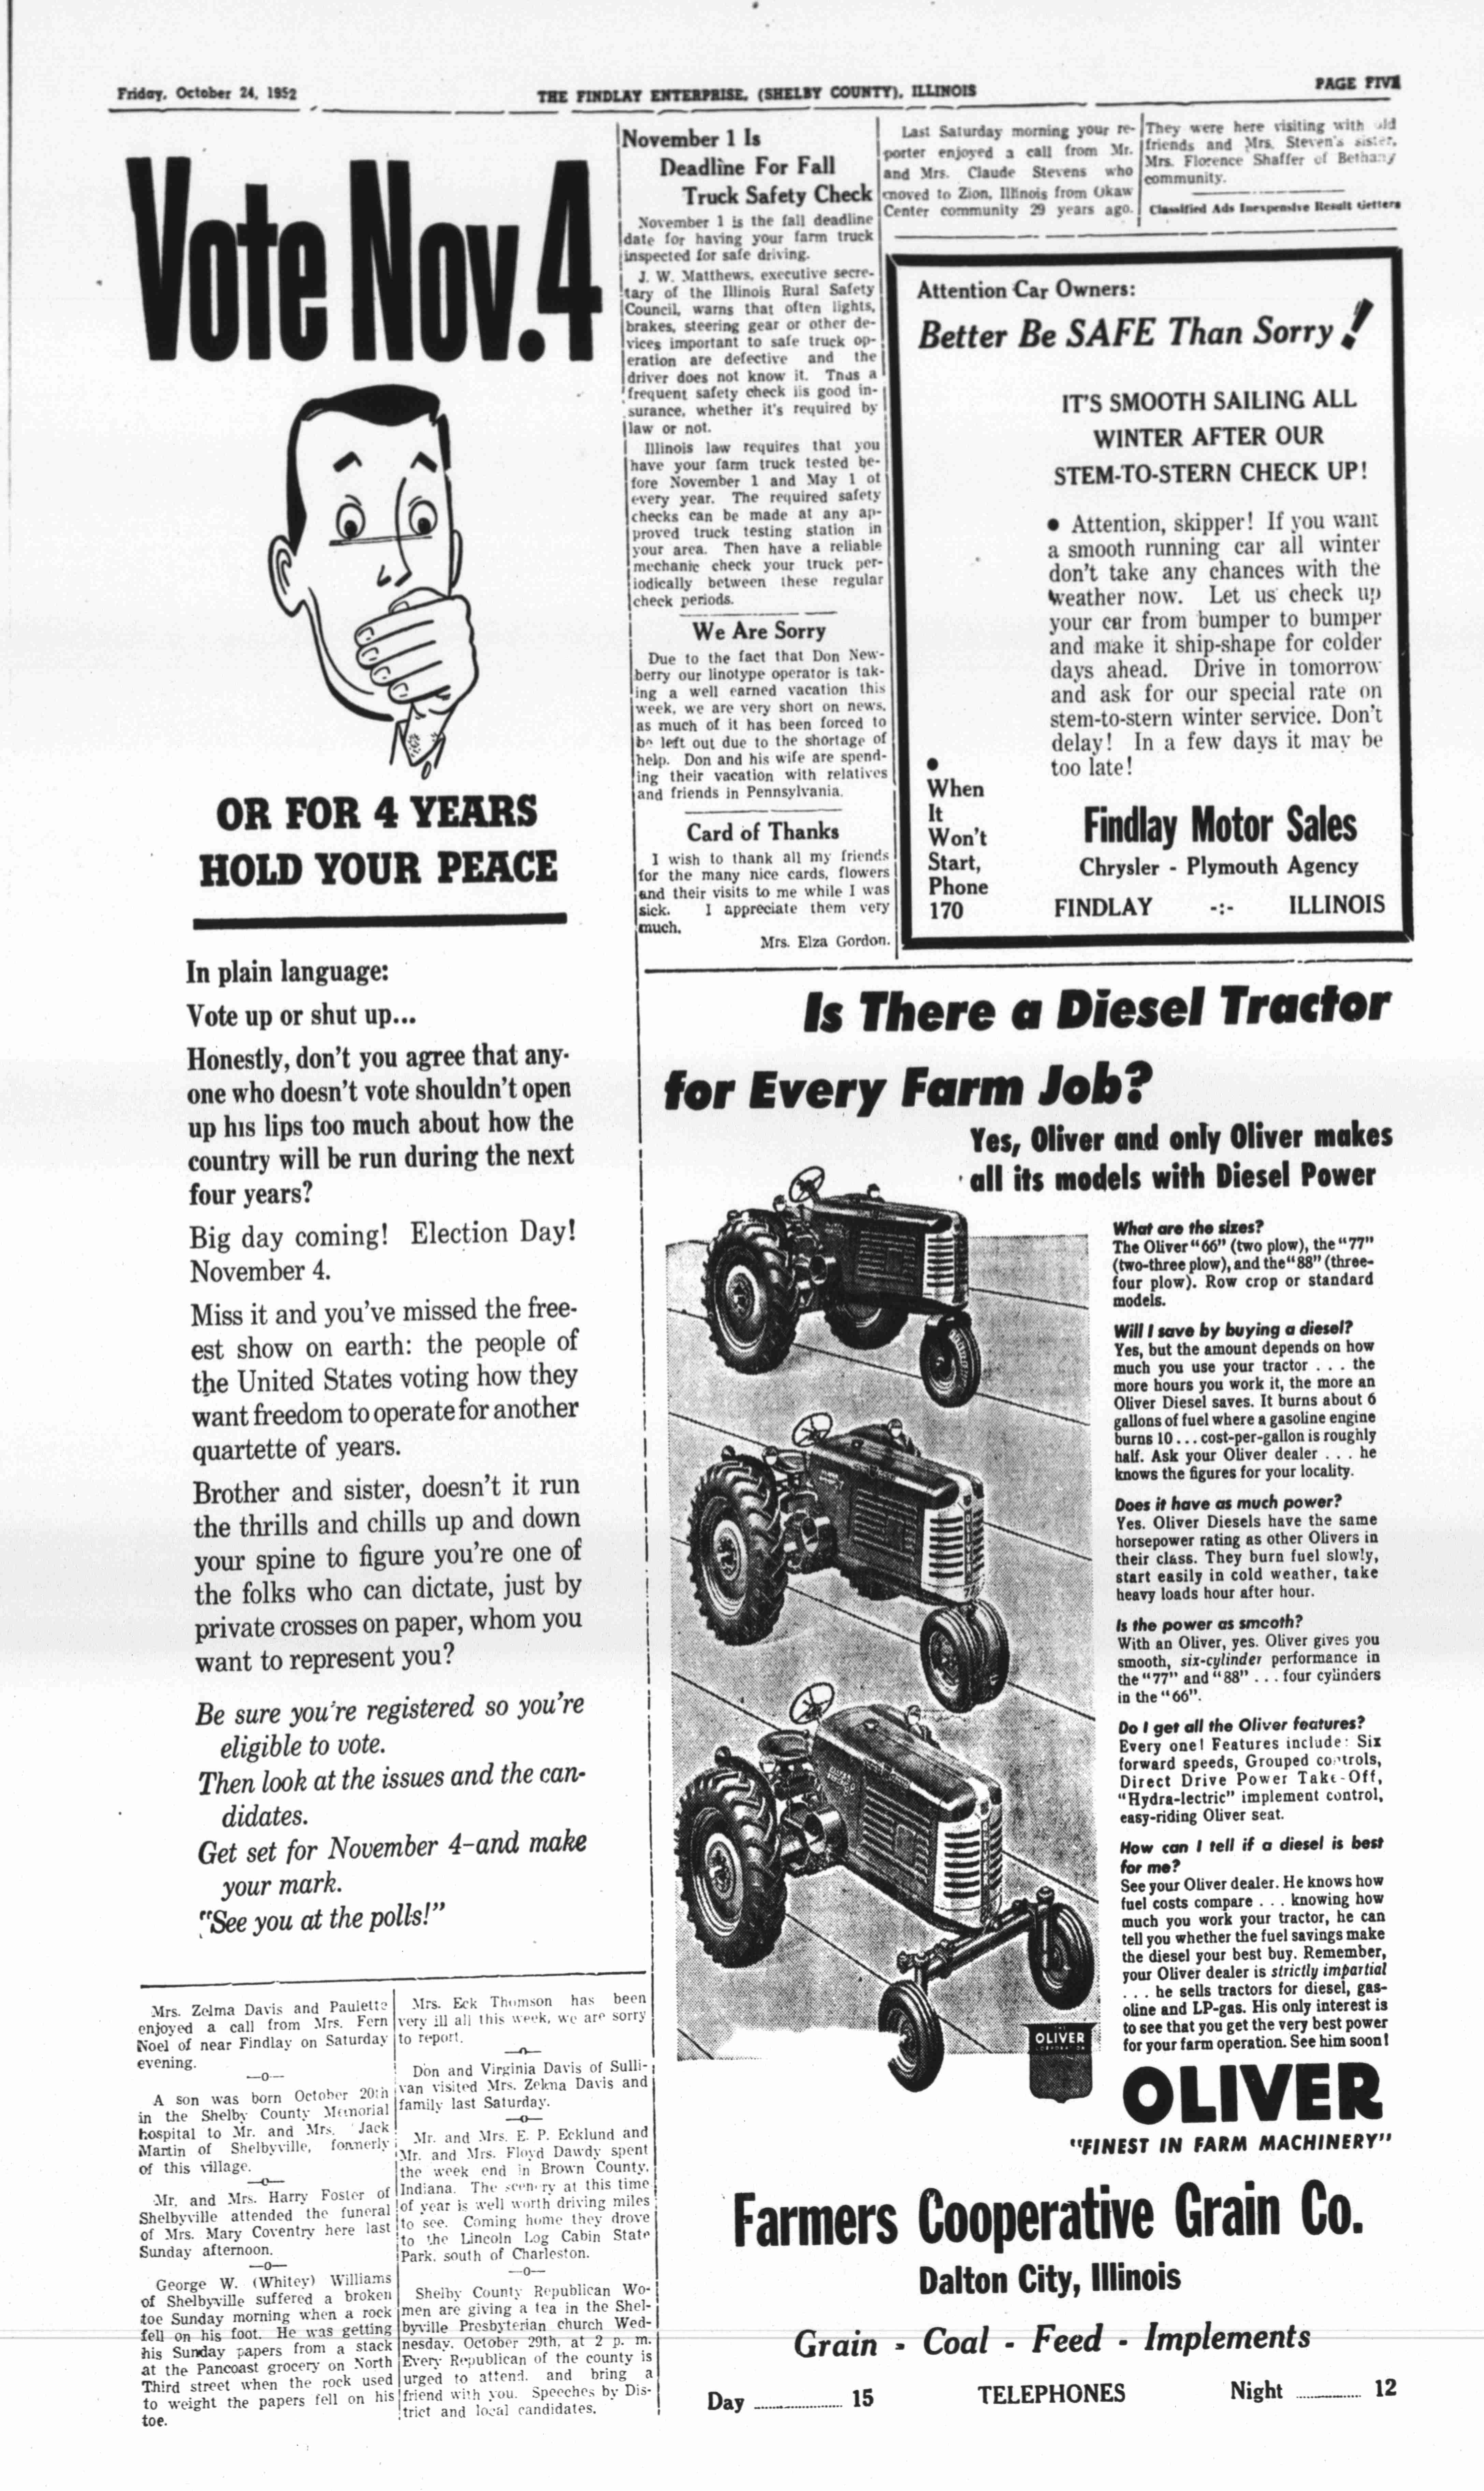 Friday, October 24, 1952
THE FINDLAY ENTERPRISE, (SHELBY COUNTY), ILLINOIS
PAGE FIVE
Vote Nov. 4
OR FOR 4 YEARS
HOLD YOUR PEACE
In plain language:
Vote up or shut up...
Honestly, don't you agree that any-
one who doesn't vote shouldn't open
up his lips too much about how the
country will be run during the next
four years?
Big day coming! Election Day!
November 4.
Miss it and you've missed the free-
est show on earth: the people of
the United States voting how they
want freedom to operate for another
quartette of years.
Brother and sister, doesn't it run
the thrills and chills up and down
your spine to figure you're one of
the folks who can dictate, just by
private crosses on paper, whom you
want to represent you?
Be sure you're registered so you're
eligible to vote.
Then look at the issues and the can-
didates.
Get set for November 4-and make
your mark.
"See you at the polls!"
Mrs. Zelma Davis and Paulette
enjoyed a call from Mrs. Fern
Noel of near Findlay on Saturday
evening.
—o—
A son was born October 20th
in the Shelby County Memorial
hospital to Mr. and Mrs. Jack
Martin of Shelbyville, formerly
of this village.
—o—
Mr. and Mrs. Harry Foster of
Shelbyville attended the funeral
of Mrs. Mary Coventry here last
Sunday afternoon.
—o—
George W. (Whitey) Williams
of Shelbyville suffered a broken
toe Sunday morning when a rock
fell on his foot. He was getting
his Sunday papers from a stack
at the Pancoast grocery on North
Third street when the rock used
to weight the papers fell on his
toe.
Mrs. Eck Thomson has been
very ill all this week, we are sorry
to report.
—o—
Don and Virginia Davis of Sulli-
van visited Mrs. Zelma Davis and
family last Saturday.
—o—
Mr. and Mrs. E. P. Ecklund and
Mr. and Mrs. Floyd Dawdy spent
the week end in Brown County,
Indiana. The scenery at this time
of year is well worth driving miles
to see. Coming home they drove
to the Lincoln Log Cabin State
Park, south of Charleston.
—o—
Shelby County Republican Wo-
men are giving a tea in the Shel-
byville Presbyterian church Wed-
nesday, October 29th, at 2 p. m.
Every Republican of the county is
urged to attend, and bring a
friend with you. Speeches by Dis-
trict and local candidates.
November 1 Is
Deadline For Fall
Truck Safety Check
November 1 is the fall deadline
date for having your farm truck
inspected for safe driving.
J. W. Matthews, executive secre-
tary of the Illinois Rural Safety
Council, warns that often lights,
brakes, steering gear or other de-
vices important to safe truck op-
eration are defective and the
driver does not know it. Tnus a
frequent safety check iis good in-
surance, whether it's required by
law or not.
Illinois law requires that you
have your farm truck tested be-
fore November 1 and May 1 of
every year. The required safety
checks can be made at any ap-
proved truck testing station in
your area. Then have a reliable
mechanic check your truck per-
iodically between these regular
check periods.
We Are Sorry
Due to the fact that Don New-
berry our linotype operator is tak-
ing a well earned vacation this
week, we are very short on news,
as much of it has been forced to
be left out due to the shortage of
help. Don and his wife are spend-
ing their vacation with relatives
and friends in Pennsylvania.
Card of Thanks
I wish to thank all my friends
for the many nice cards, flowers
and their visits to me while I was
sick. I appreciate them very
much.
Mrs. Elza Gordon.
Last Saturday morning your re-
porter enjoyed a call from Mr.
and Mrs. Claude Stevens who
moved to Zion, Illinois from Okaw
Center community 29 years ago.
They were here visiting with old
friends and Mrs. Steven's sister,
Mrs. Florence Shaffer of Bethany
community.
Classified Ads Inexpensive Result Getters
Attention Car Owners:
Better Be SAFE Than Sorry!
IT'S SMOOTH SAILING ALL
WINTER AFTER OUR
STEM-TO-STERN CHECK UP!
• Attention, skipper! If you want
a smooth running car all winter
don't take any chances with the
weather now. Let us check up
your car from bumper to bumper
and make it ship-shape for colder
days ahead. Drive in tomorrow
and ask for our special rate on
stem-to-stern winter service. Don't
delay! In a few days it may be
too late!
•
When
It
Won't
Start,
Phone
170
Findlay Motor Sales
Chrysler - Plymouth Agency
FINDLAY -:- ILLINOIS
Is There a Diesel Tractor
for Every Farm Job?
Yes, Oliver and only Oliver makes
all its models with Diesel Power
What are the sizes?
The Oliver "66" (two plow), the "77"
(two-three plow), and the "88" (three-
four plow). Row crop or standard
models.
Will I save by buying a diesel?
Yes, but the amount depends on how
much you use your tractor . . . the
more hours you work it, the more an
Oliver Diesel saves. It burns about 6
gallons of fuel where a gasoline engine
burns 10 . . . cost-per-gallon is roughly
half. Ask your Oliver dealer . . . he
knows the figures for your locality.
Does it have as much power?
Yes. Oliver Diesels have the same
horsepower rating as other Olivers in
their class. They burn fuel slowly,
start easily in cold weather, take
heavy loads hour after hour.
Is the power as smooth?
With an Oliver, yes. Oliver gives you
smooth, six-cylinder performance in
the "77" and "88" . . . four cylinders
in the "66".
Do I get all the Oliver features?
Every one! Features include: Six
forward speeds, Grouped controls,
Direct Drive Power Take-Off,
"Hydra-lectric" implement control,
easy-riding Oliver seat.
How can I tell if a diesel is best
for me?
See your Oliver dealer. He knows how
fuel costs compare . . . knowing how
much you work your tractor, he can
tell you whether the fuel savings make
the diesel your best buy. Remember,
your Oliver dealer is strictly impartial
. . . he sells tractors for diesel, gas-
oline and LP-gas. His only interest is
to see that you get the very best power
for your farm operation. See him soon!
OLIVER
CORPORATION
OLIVER
"FINEST IN FARM MACHINERY"
Farmers Cooperative Grain Co.
Dalton City, Illinois
Grain - Coal - Feed - Implements
Day ........ 15 TELEPHONES Night ........ 12